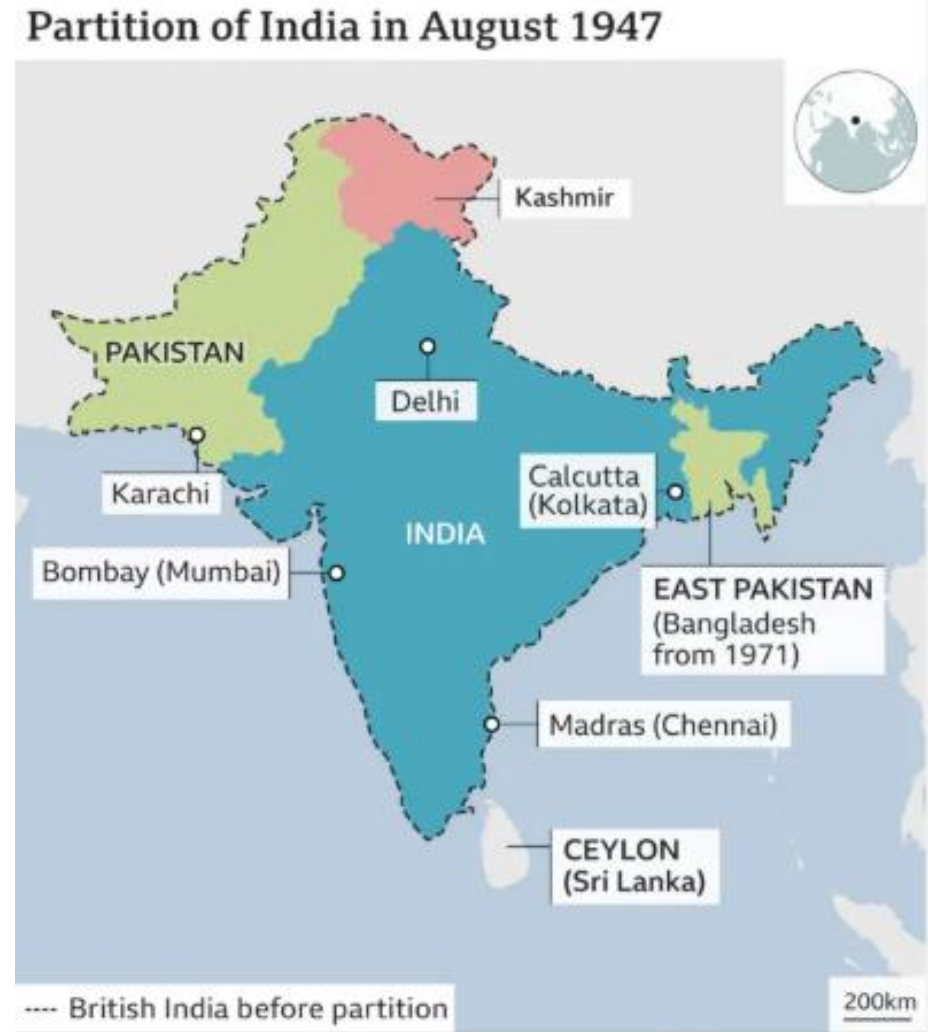 Partition of India in August 1947
Kashmir
PAKISTAN
Delhi
Karachi
Calcutta
(Kolkata)
INDIA
Bombay (Mumbai)
EAST PAKISTAN
(Bangladesh
from 1971)
Madras (Chennai)
CEYLON
(Sri Lanka)
---- British India before partition
200km